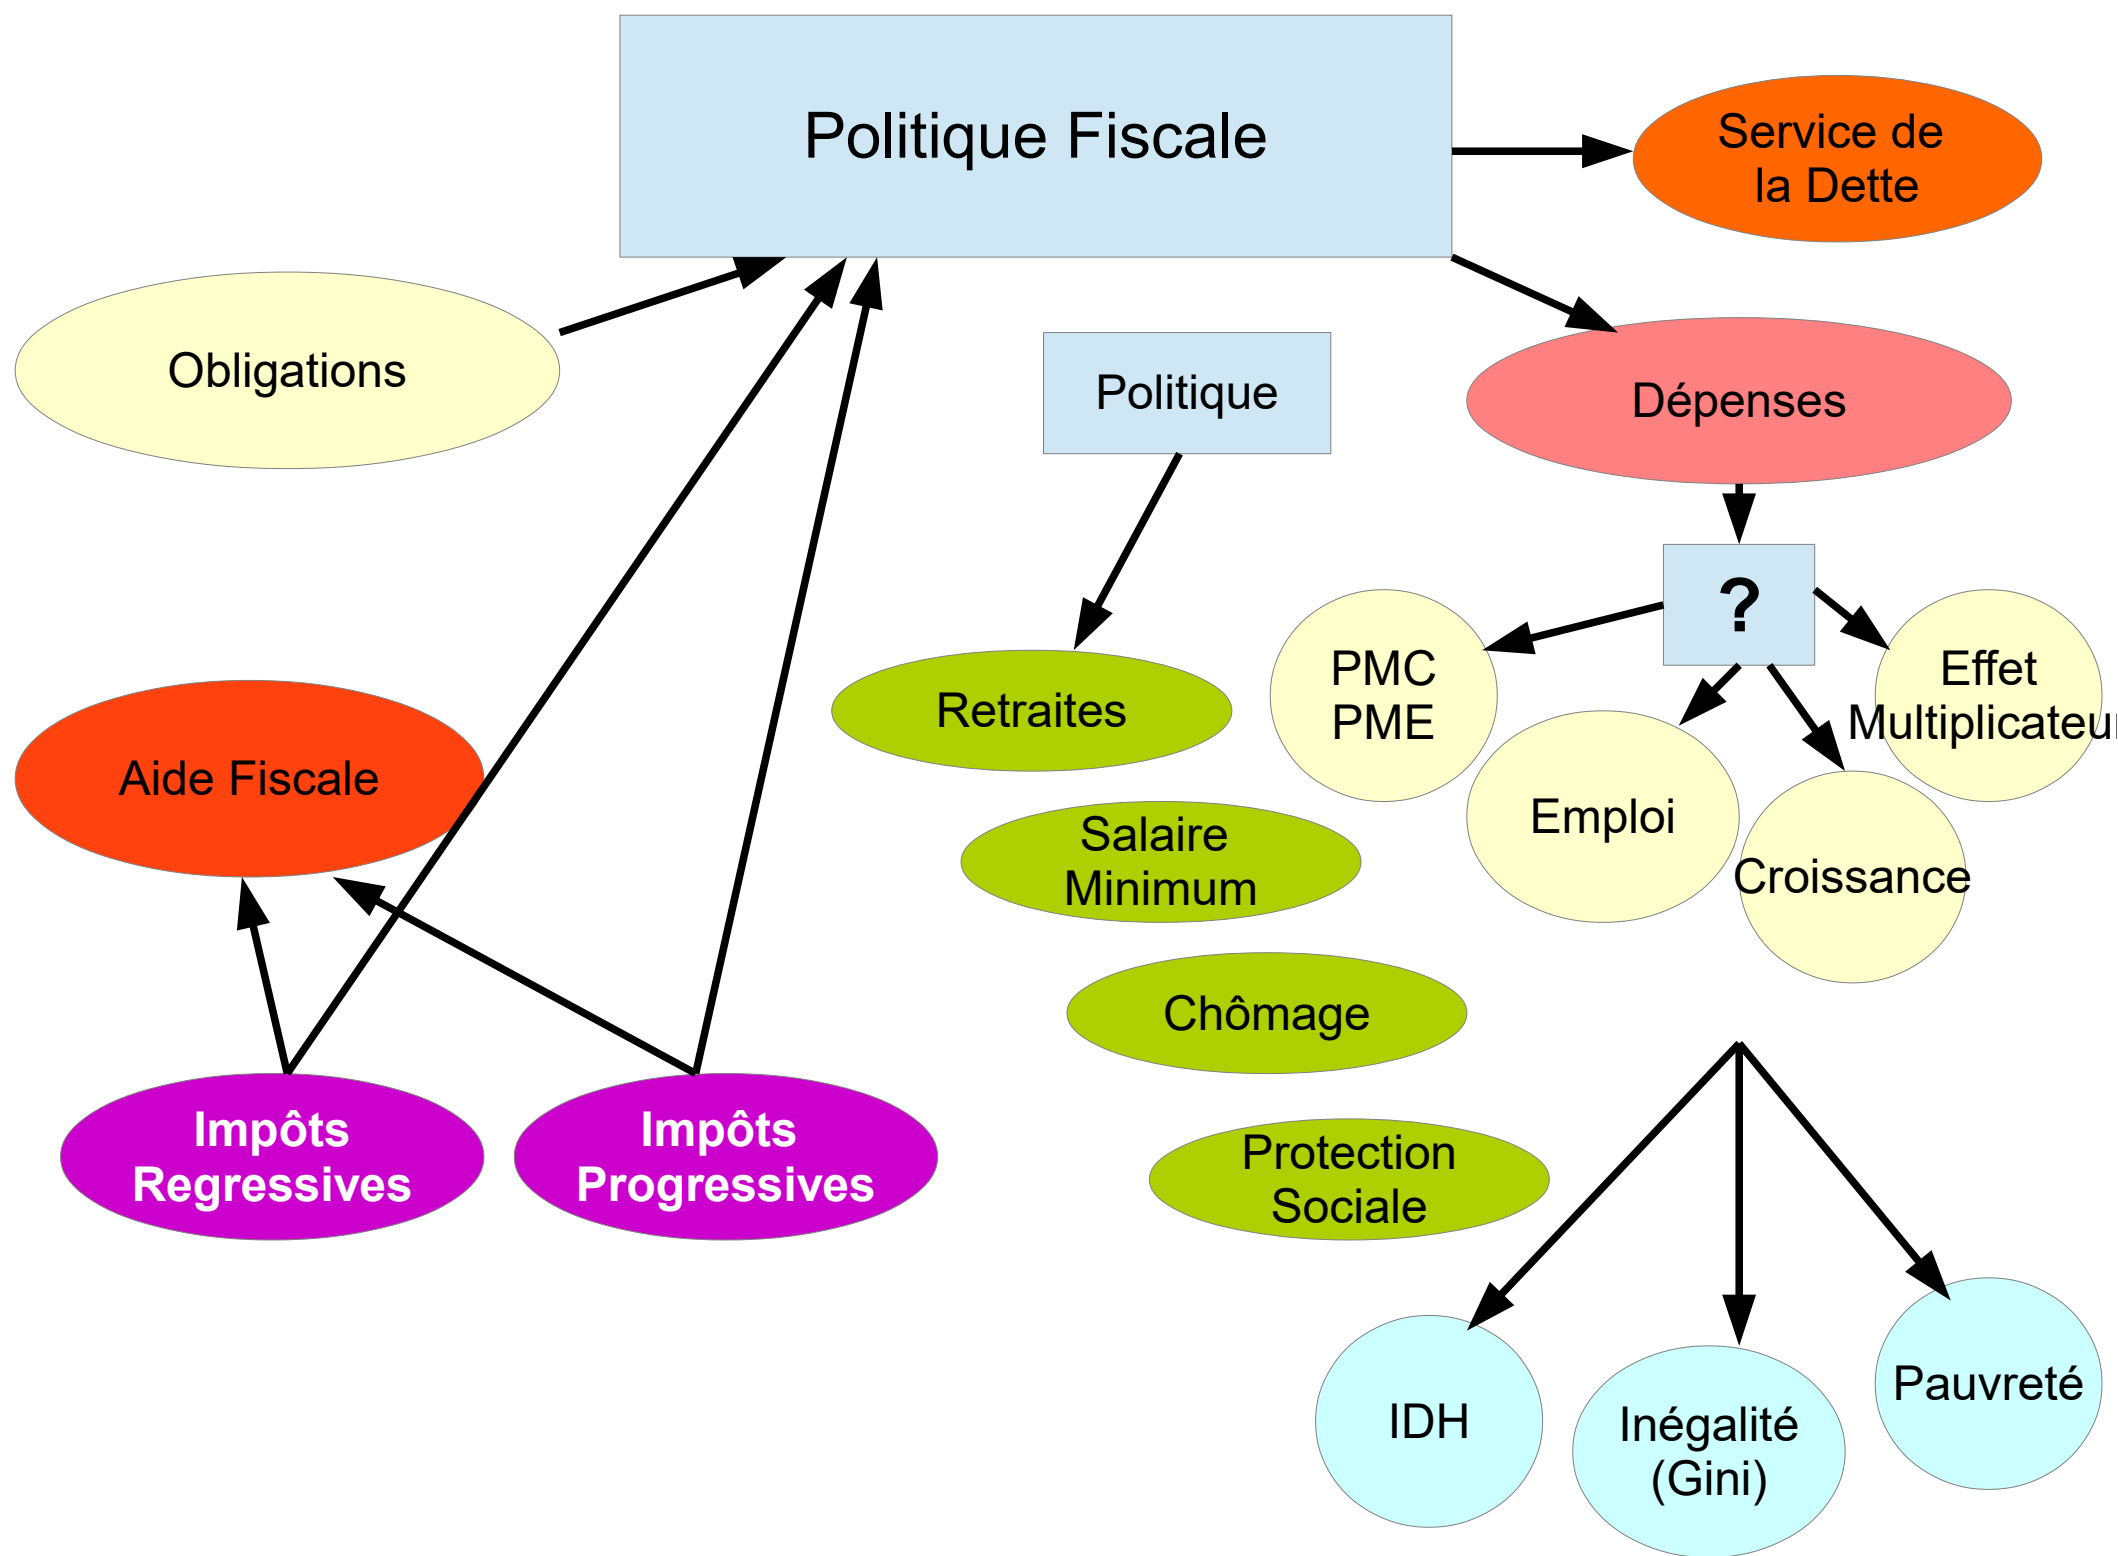 Politique Fiscale
Service de
la Dette
Obligations
Politique
Dépenses
?
PMC
PME
Effet
Multiplicateur
Retraites
Aide Fiscale
Emploi
Salaire
Minimum
Croissance
Chômage
Impôts
Regressives
Impôts
Progressives
Protection
Sociale
IDH
Inégalité
(Gini)
Pauvreté